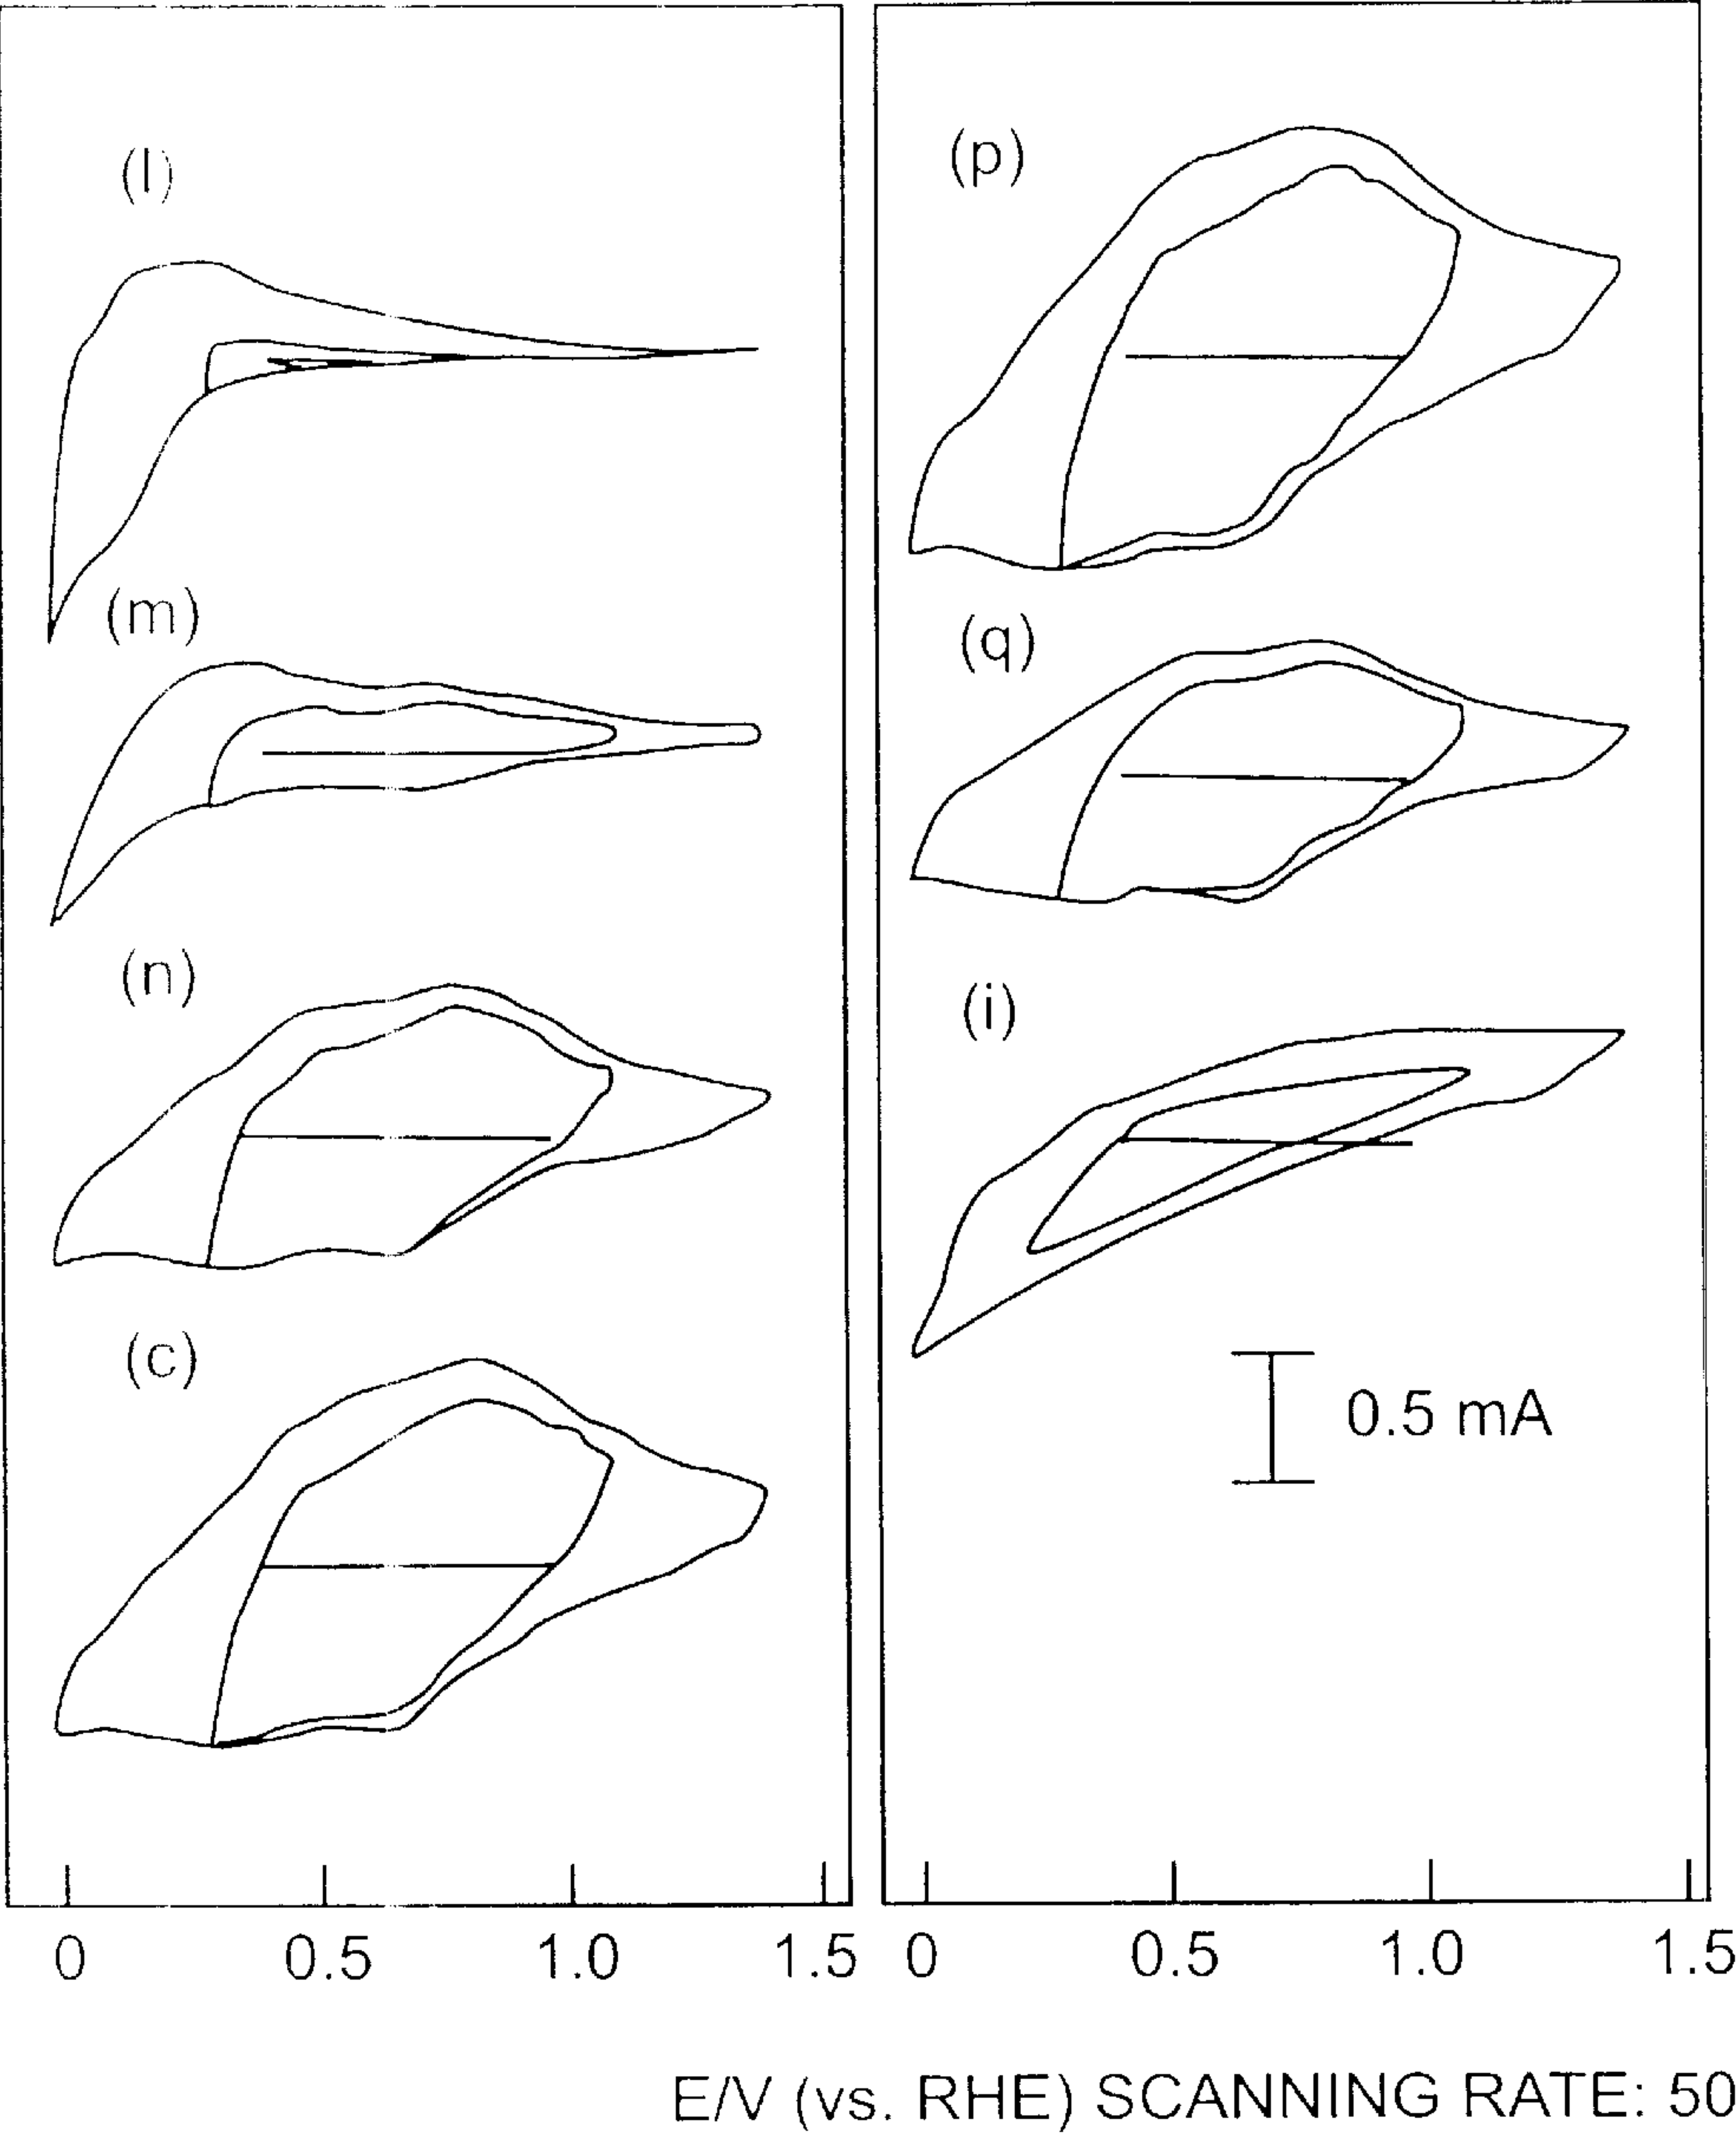 (l)
(m)
(n)
(c)
0 0.5 1.0 1.5
(p)
(q)
(i)
0.5 mA
0 0.5 1.0 1.5
E/V (vs. RHE) SCANNING RATE: 50